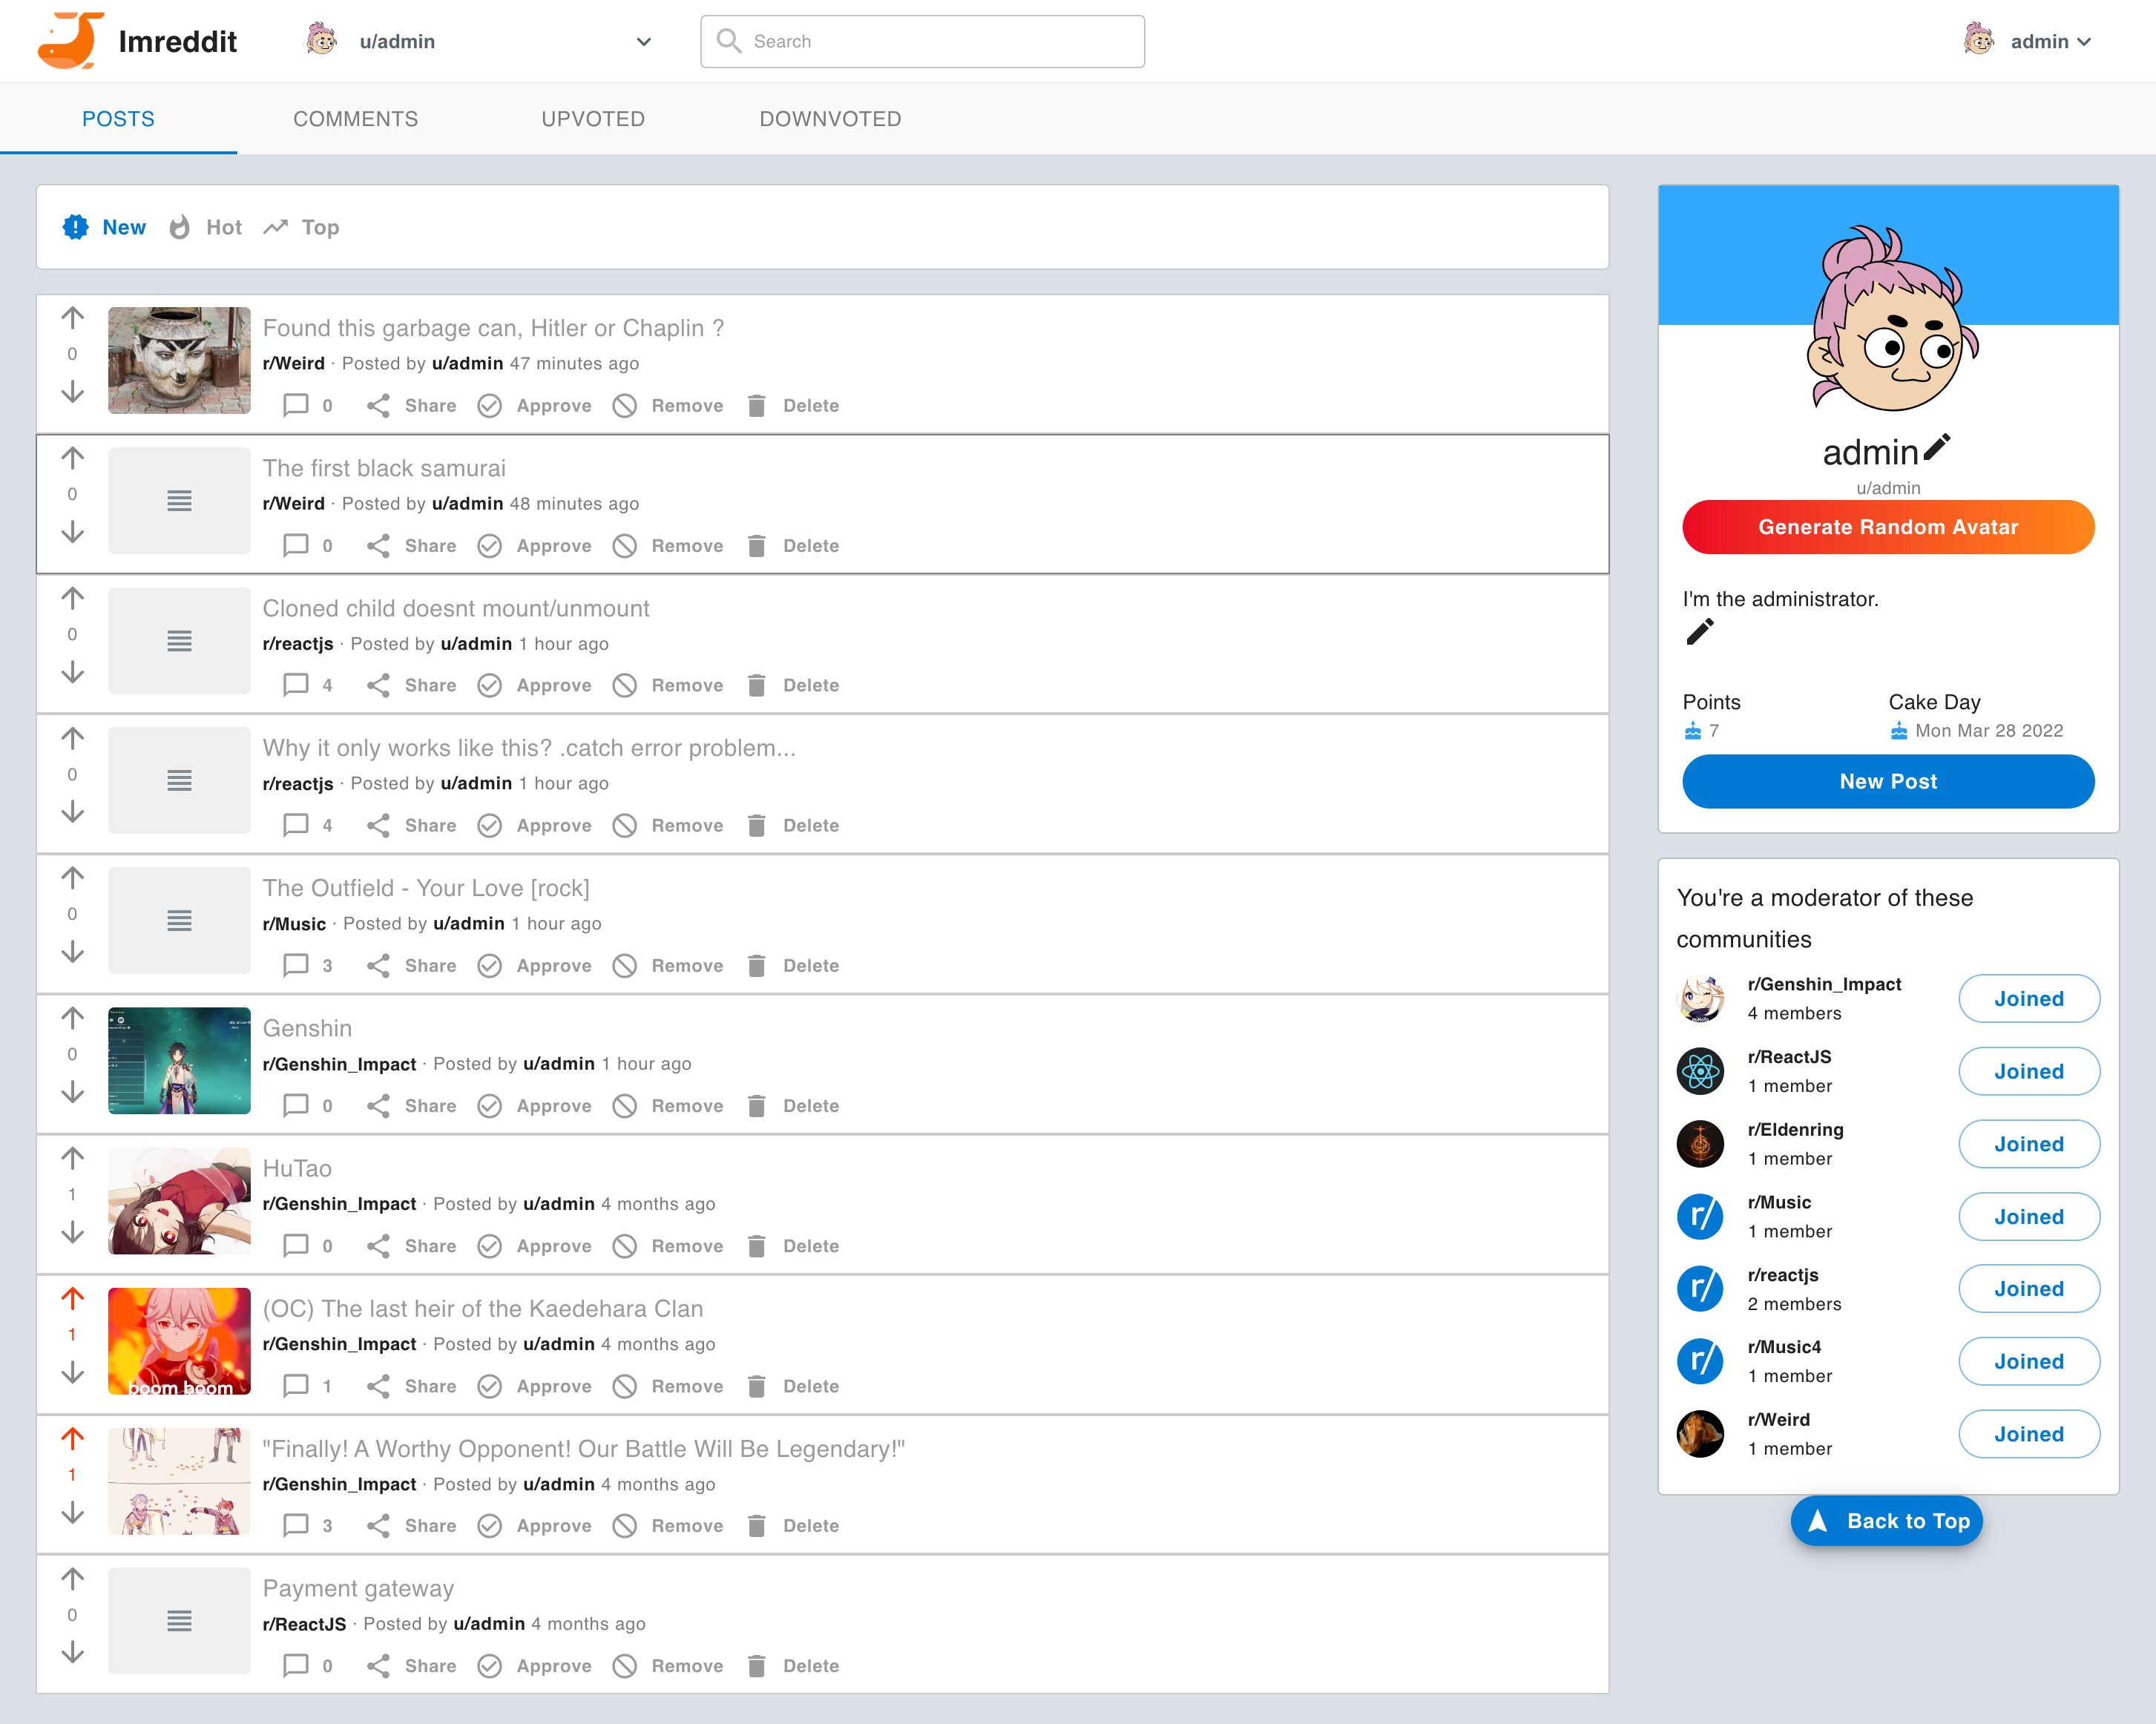 Imreddit
u/admin
Search
admin
POSTS COMMENTS UPVOTED DOWNVOTED
New Hot Top
0
Found this garbage can, Hitler or Chaplin ?
r/Weird · Posted by u/admin 47 minutes ago
0 Share Approve Remove Delete
0
The first black samurai
r/Weird · Posted by u/admin 48 minutes ago
0 Share Approve Remove Delete
0
Cloned child doesnt mount/unmount
r/reactjs · Posted by u/admin 1 hour ago
4 Share Approve Remove Delete
0
Why it only works like this? .catch error problem...
r/reactjs · Posted by u/admin 1 hour ago
4 Share Approve Remove Delete
0
The Outfield - Your Love [rock]
r/Music · Posted by u/admin 1 hour ago
3 Share Approve Remove Delete
0
Genshin
r/Genshin_Impact · Posted by u/admin 1 hour ago
0 Share Approve Remove Delete
1
HuTao
r/Genshin_Impact · Posted by u/admin 4 months ago
0 Share Approve Remove Delete
1
boom boom
(OC) The last heir of the Kaedehara Clan
r/Genshin_Impact · Posted by u/admin 4 months ago
1 Share Approve Remove Delete
1
"Finally! A Worthy Opponent! Our Battle Will Be Legendary!"
r/Genshin_Impact · Posted by u/admin 4 months ago
3 Share Approve Remove Delete
0
Payment gateway
r/ReactJS · Posted by u/admin 4 months ago
0 Share Approve Remove Delete
admin
u/admin
Generate Random Avatar
I'm the administrator.
Points Cake Day
7 Mon Mar 28 2022
New Post
You're a moderator of these
communities
r/Genshin_Impact
4 members
Joined
r/ReactJS
1 member
Joined
r/Eldenring
1 member
Joined
r/
r/Music
1 member
Joined
r/
r/reactjs
2 members
Joined
r/
r/Music4
1 member
Joined
r/Weird
1 member
Joined
Back to Top